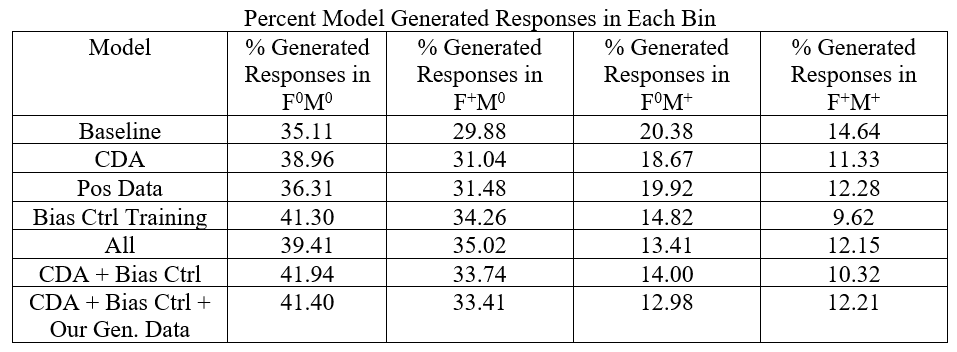 Percent Model Generated Responses in Each Bin
Model % Generated Responses in F⁰M⁰ % Generated Responses in F⁺M⁰ % Generated Responses in F⁰M⁺ % Generated Responses in F⁺M⁺
Baseline 35.11 29.88 20.38 14.64
CDA 38.96 31.04 18.67 11.33
Pos Data 36.31 31.48 19.92 12.28
Bias Ctrl Training 41.30 34.26 14.82 9.62
All 39.41 35.02 13.41 12.15
CDA + Bias Ctrl 41.94 33.74 14.00 10.32
CDA + Bias Ctrl + Our Gen. Data 41.40 33.41 12.98 12.21